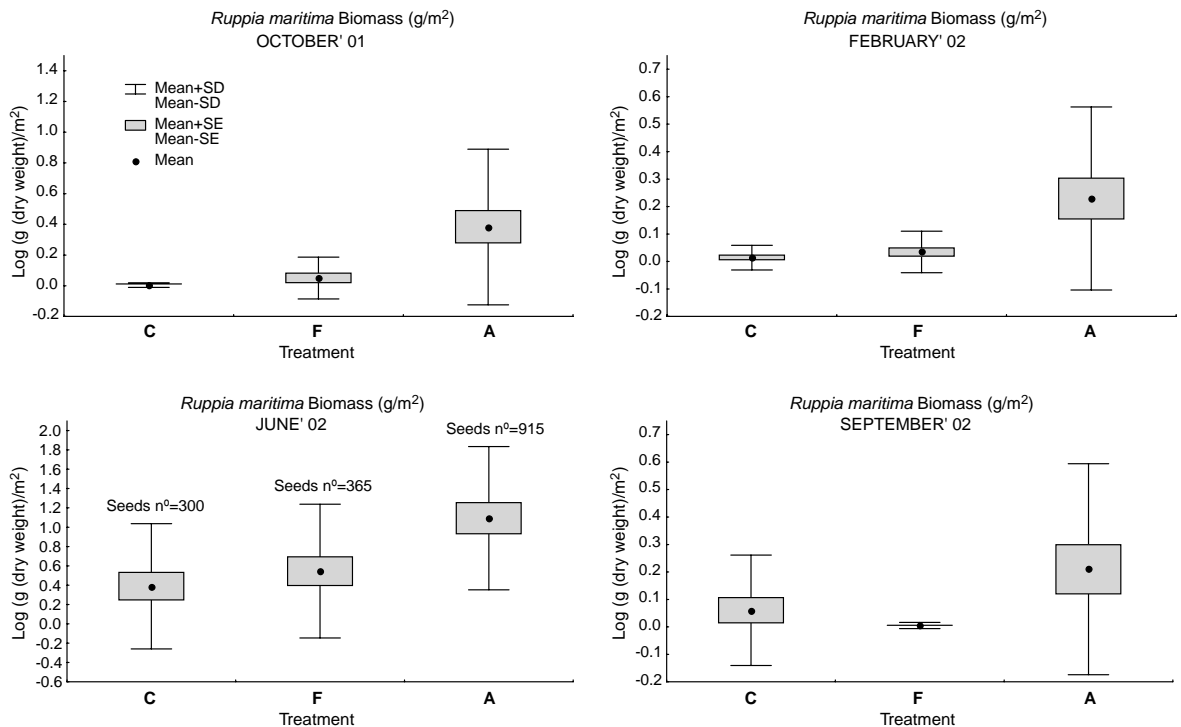 Ruppia maritima Biomass (g/m²)
OCTOBER' 01
Log (g (dry weight)/m²)
1.4
1.2
1.0
0.8
0.6
0.4
0.2
0.0
-0.2
Mean+SD
Mean-SD
Mean+SE
Mean-SE
Mean
C F A
Treatment
Ruppia maritima Biomass (g/m²)
FEBRUARY' 02
Log (g (dry weight)/m²)
0.7
0.6
0.5
0.4
0.3
0.2
0.1
0.0
-0.1
-0.2
C F A
Treatment
Ruppia maritima Biomass (g/m²)
JUNE' 02
Log (g (dry weight)/m²)
2.0
1.8
1.6
1.4
1.2
1.0
0.8
0.6
0.4
0.2
0.0
-0.2
-0.4
-0.6
Seeds nº=300
Seeds nº=365
Seeds nº=915
C F A
Treatment
Ruppia maritima Biomass (g/m²)
SEPTEMBER' 02
Log (g (dry weight)/m²)
0.7
0.6
0.5
0.4
0.3
0.2
0.1
0.0
-0.1
-0.2
C F A
Treatment